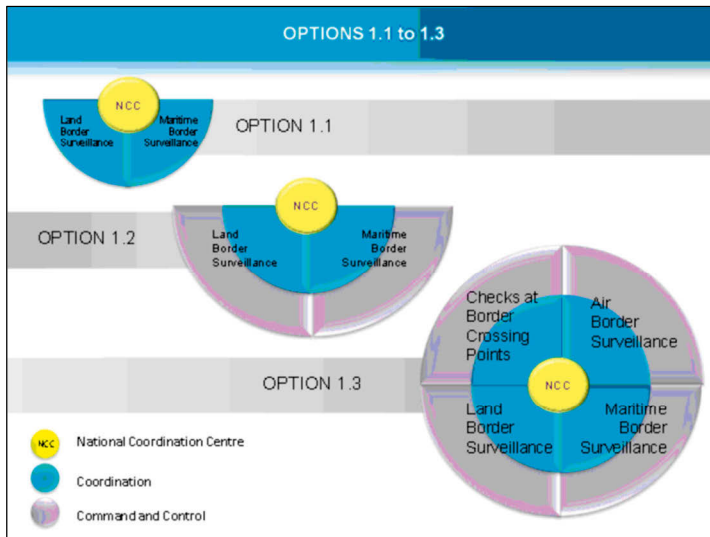 OPTIONS 1.1 to 1.3
NCC
Land
Border
Surveillance
Maritime
Border
Surveillance
OPTION 1.1
OPTION 1.2
NCC
Land
Border
Surveillance
Maritime
Border
Surveillance
Checks at
Border
Crossing
Points
Air
Border
Surveillance
OPTION 1.3
NCC
Land
Border
Surveillance
Maritime
Border
Surveillance
NCC
National Coordination Centre
Coordination
Command and Control